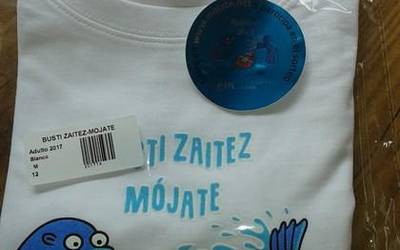 BUSTI ZAITEZ-MOJATE
Adulto 2017
Blanco
M
12
TI ZAITEZ
MÓJATE